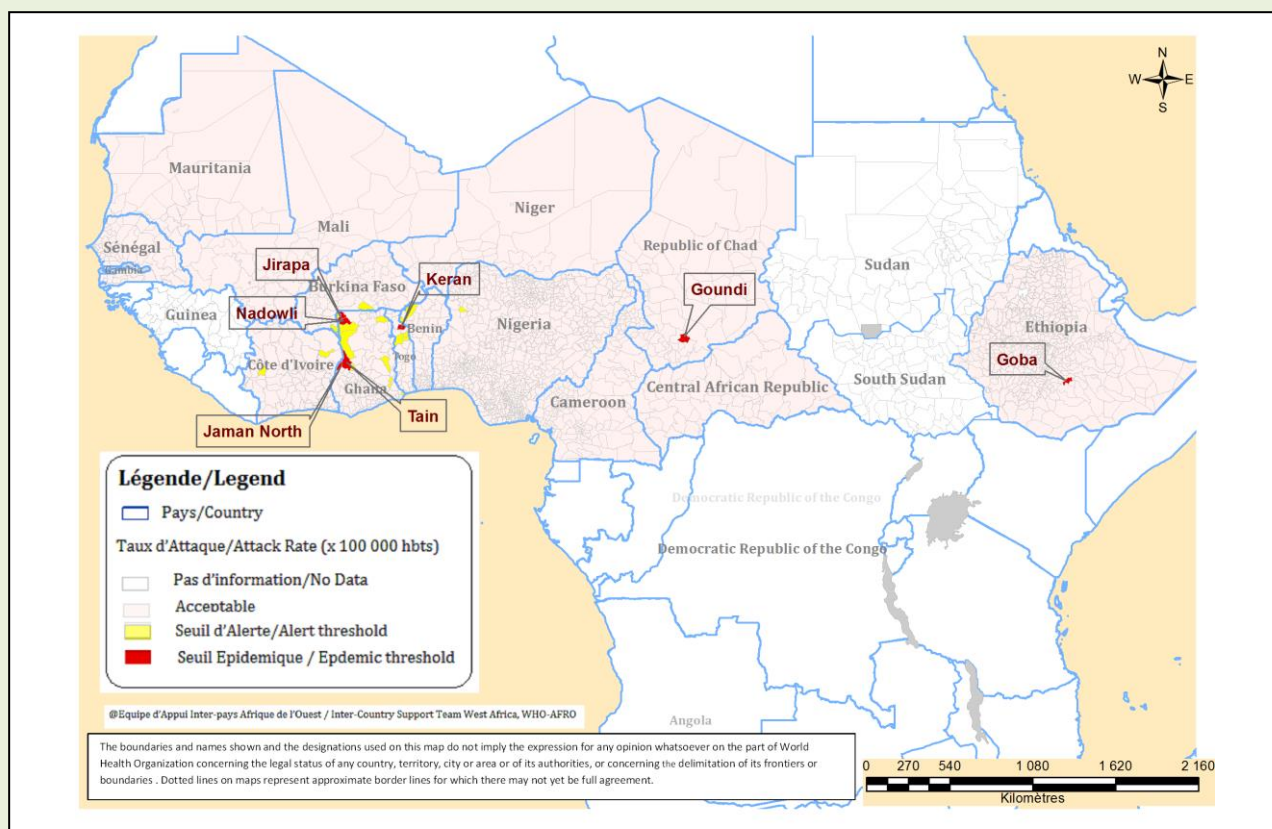 N
W E
S
Mauritania
Mali
Niger
Republic of Chad
Sudan
Sénégal
Gambia
Jirapa
Burkina Faso
Keran
Goundi
Nadowli
Guinea
Benin
Nigeria
Ethiopia
Côte d'Ivoire
Togo
Goba
Ghana
South Sudan
Central African Republic
Cameroon
Jaman North
Tain
Légende/Legend
Pays/Country
Taux d'Attaque/Attack Rate (x 100 000 hbts)
Pas d'information/No Data
Acceptable
Seuil d'Alerte/Alert threshold
Seuil Epidemique / Epdemic threshold
Democratic Republic of the Congo
Democratic Republic of the Congo
Angola
@Equipe d'Appui Inter-pays Afrique de l'Ouest / Inter-Country Support Team West Africa, WHO-AFRO
The boundaries and names shown and the designations used on this map do not imply the expression for any opinion whatsoever on the part of World
Health Organization concerning the legal status of any country, territory, city or area or of its authorities, or concerning the delimitation of its frontiers or
boundaries . Dotted lines on maps represent approximate border lines for which there may not yet be full agreement.
0 270 540 1 080 1 620 2 160
Kilomètres